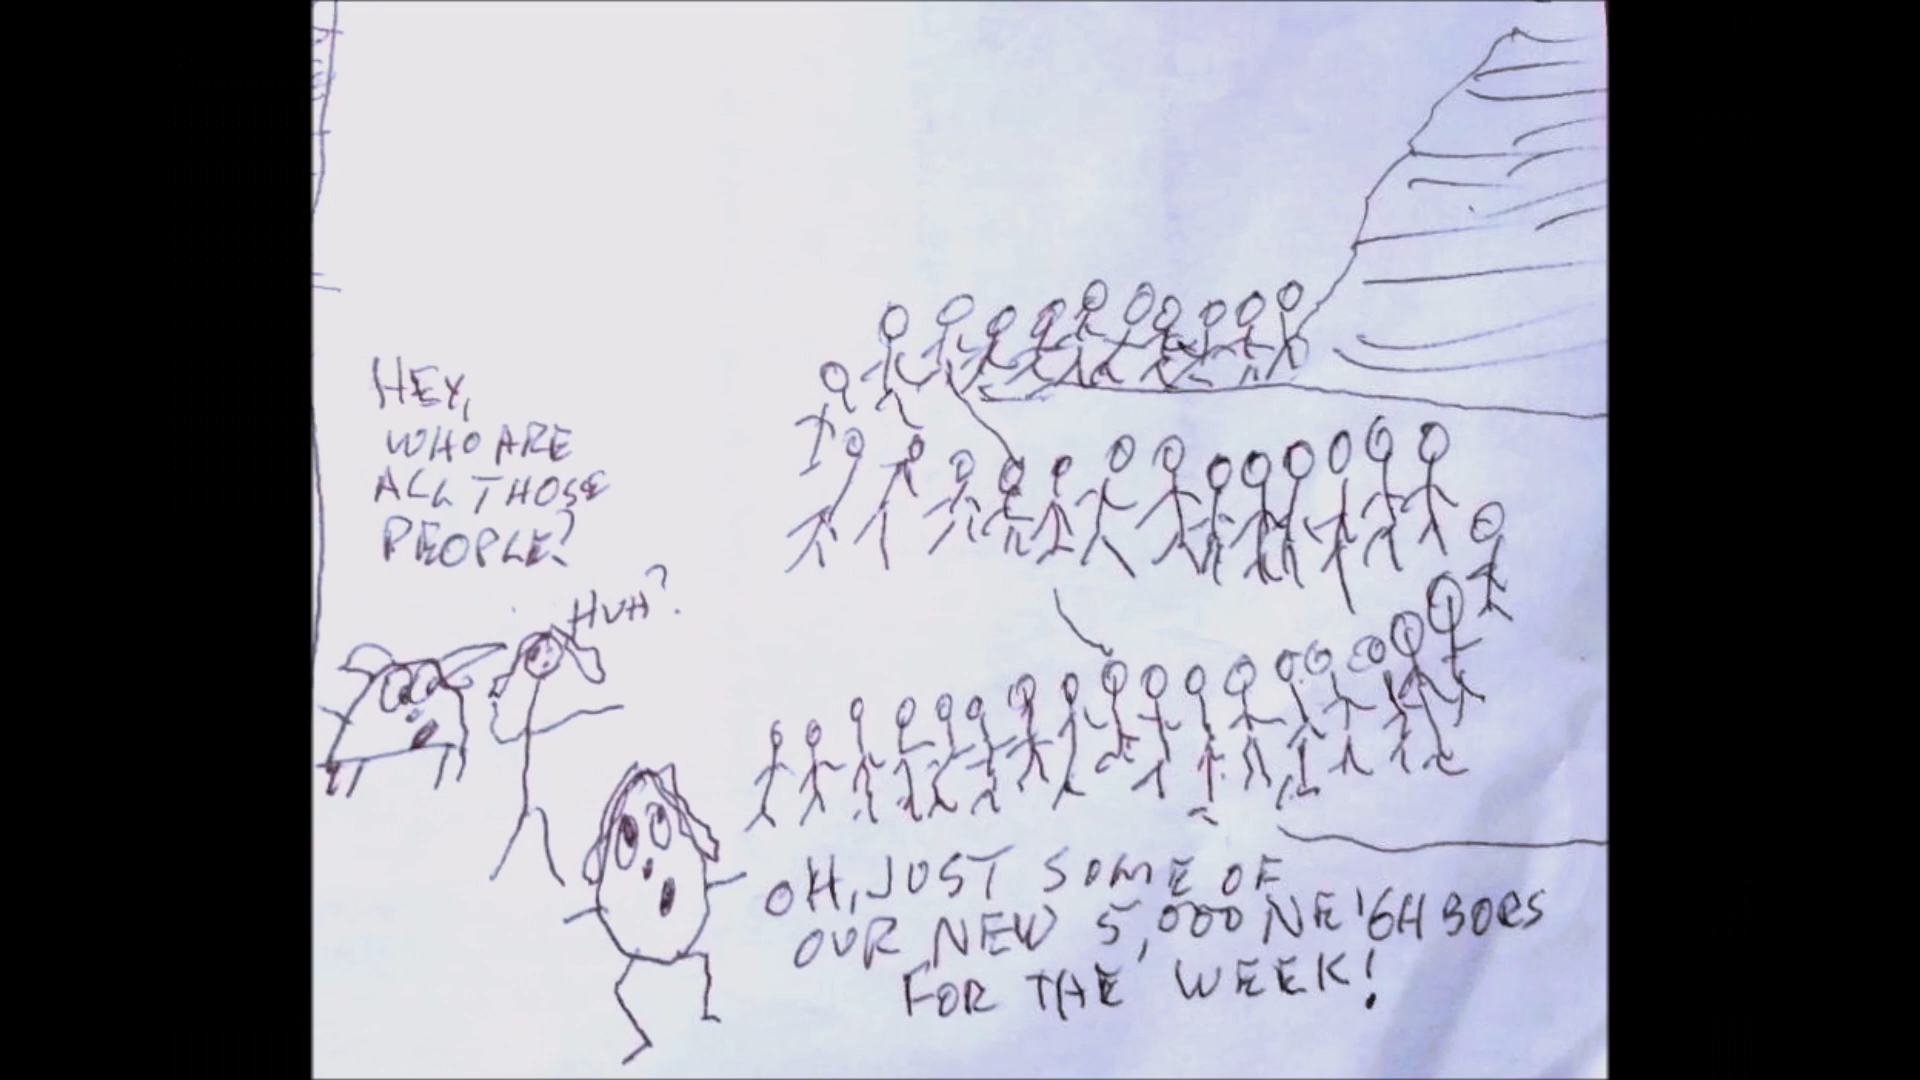 HEY,
WHO ARE
ALL THOSE
PEOPLE?
HUH?
OH, JUST SOME OF
OUR NEW 5,000 NEIGHBORS
FOR THE WEEK!